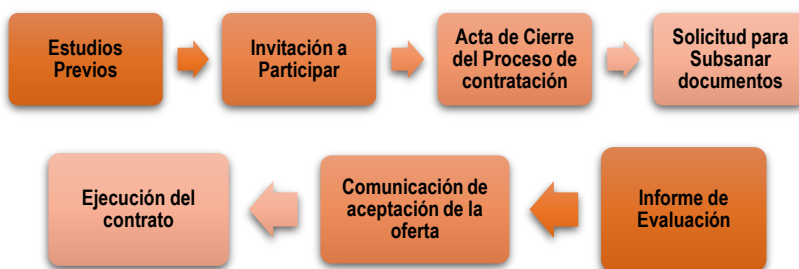 Estudios
Previos
Invitación a
Participar
Acta de Cierre
del Proceso de
contratación
Solicitud para
Subsanar
documentos
Informe de
Evaluación
Comunicación de
aceptación de la
oferta
Ejecución del
contrato